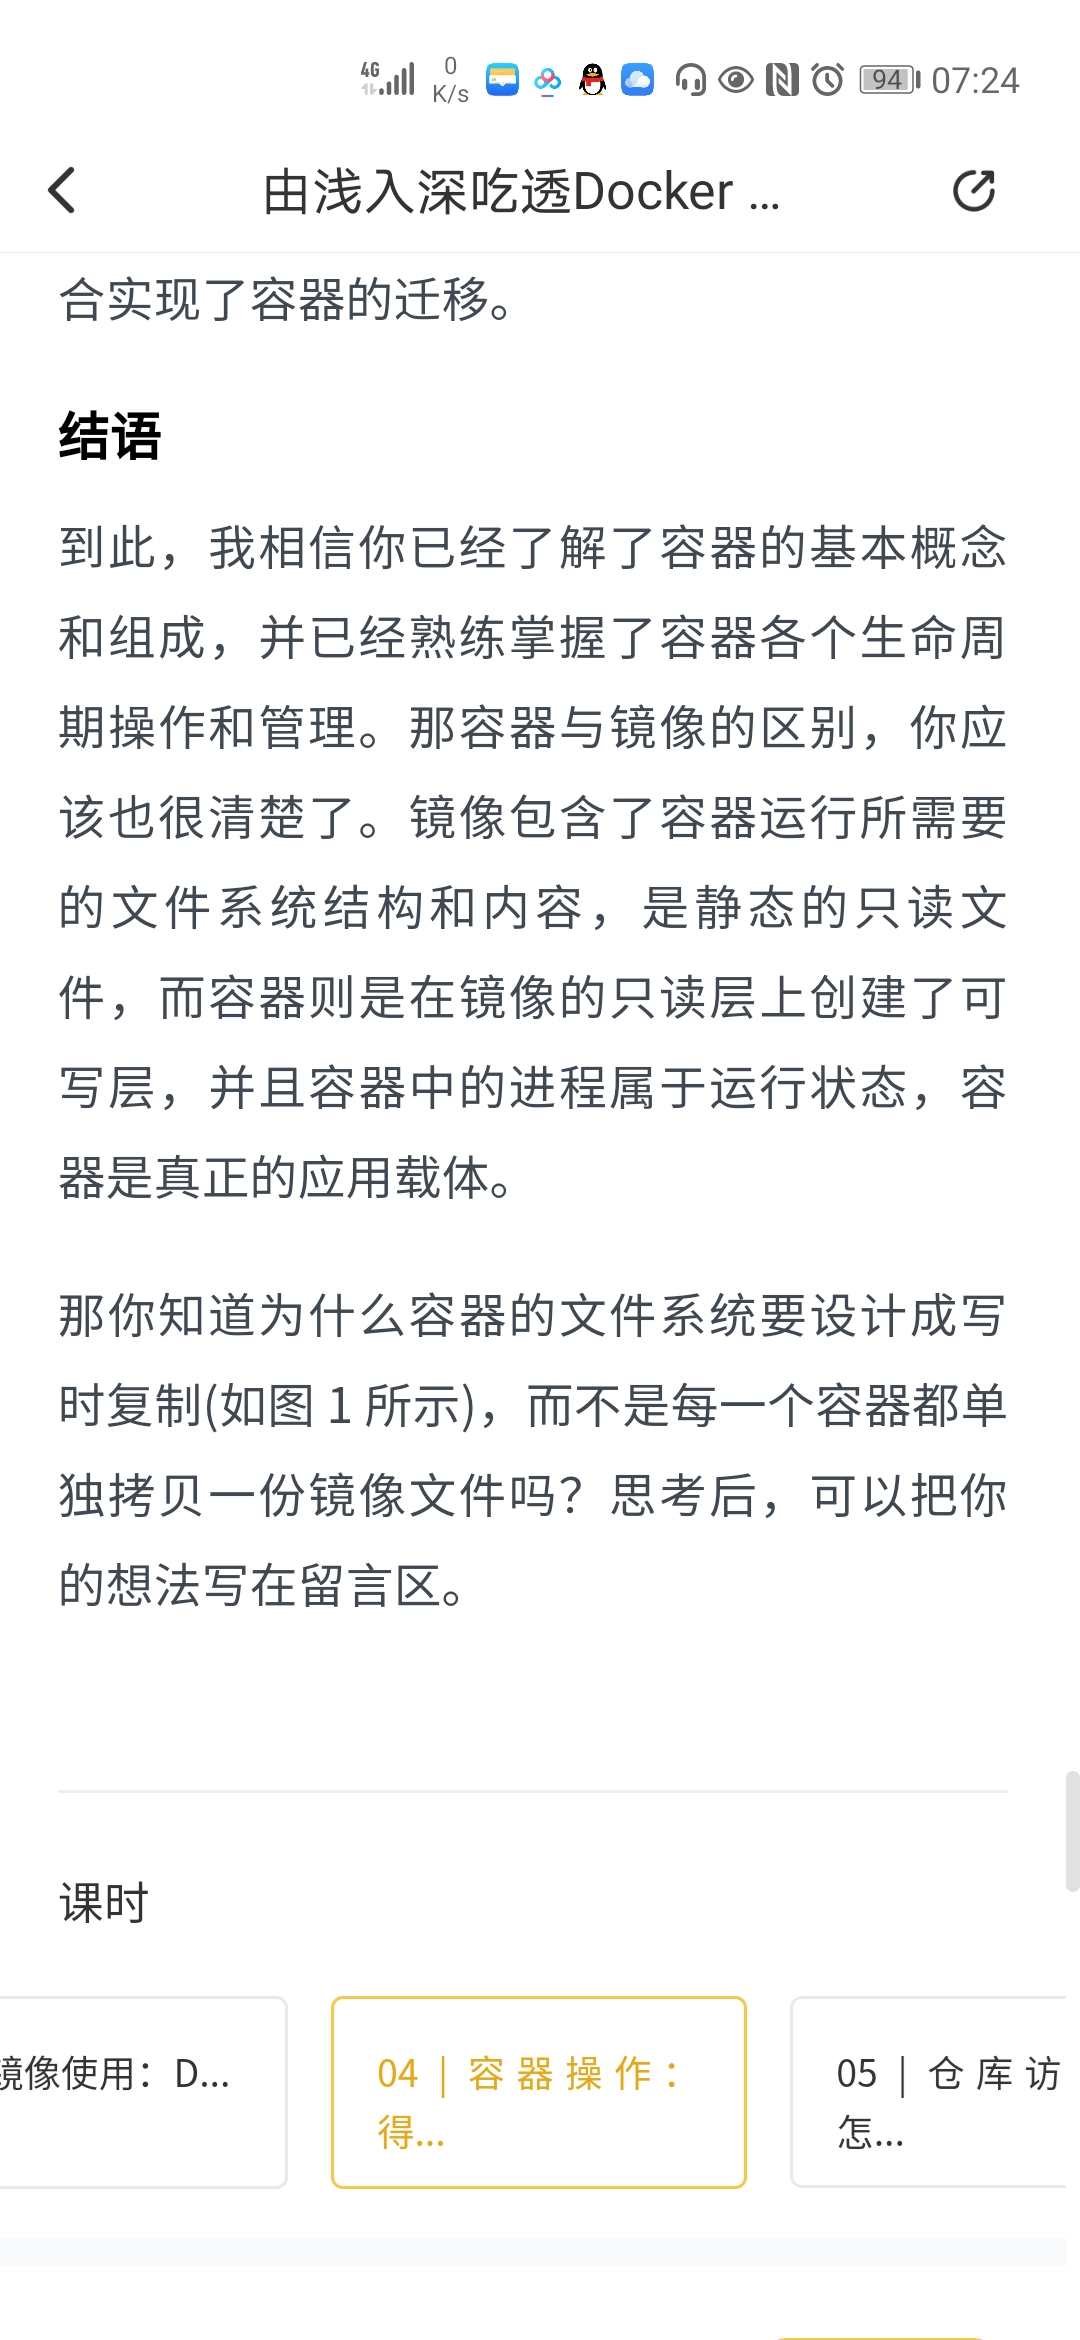 4G
0
K/s
94
07:24
由浅入深吃透Docker ...
合实现了容器的迁移。
结语
到此，我相信你已经了解了容器的基本概念
和组成，并已经熟练掌握了容器各个生命周
期操作和管理。那容器与镜像的区别，你应
该也很清楚了。镜像包含了容器运行所需要
的文件系统结构和内容，是静态的只读文
件，而容器则是在镜像的只读层上创建了可
写层，并且容器中的进程属于运行状态，容
器是真正的应用载体。
那你知道为什么容器的文件系统要设计成写
时复制(如图 1 所示)，而不是每一个容器都单
独拷贝一份镜像文件吗？思考后，可以把你
的想法写在留言区。
课时
镜像使用：D...
04 | 容器操作：
得...
05 | 仓库访
怎...